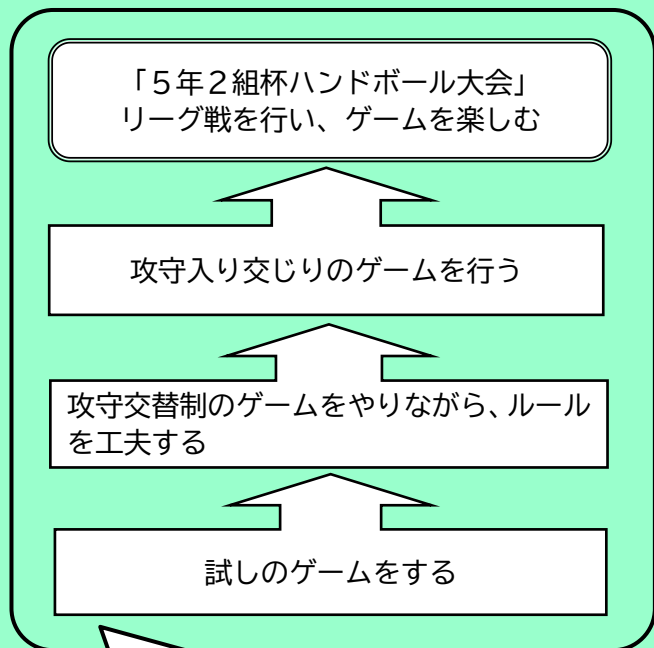 「５年２組杯ハンドボール大会」
リーグ戦を行い、ゲームを楽しむ
攻守入り交じりのゲームを行う
攻守交替制のゲームをやりながら、ルール
を工夫する
試しのゲームをする